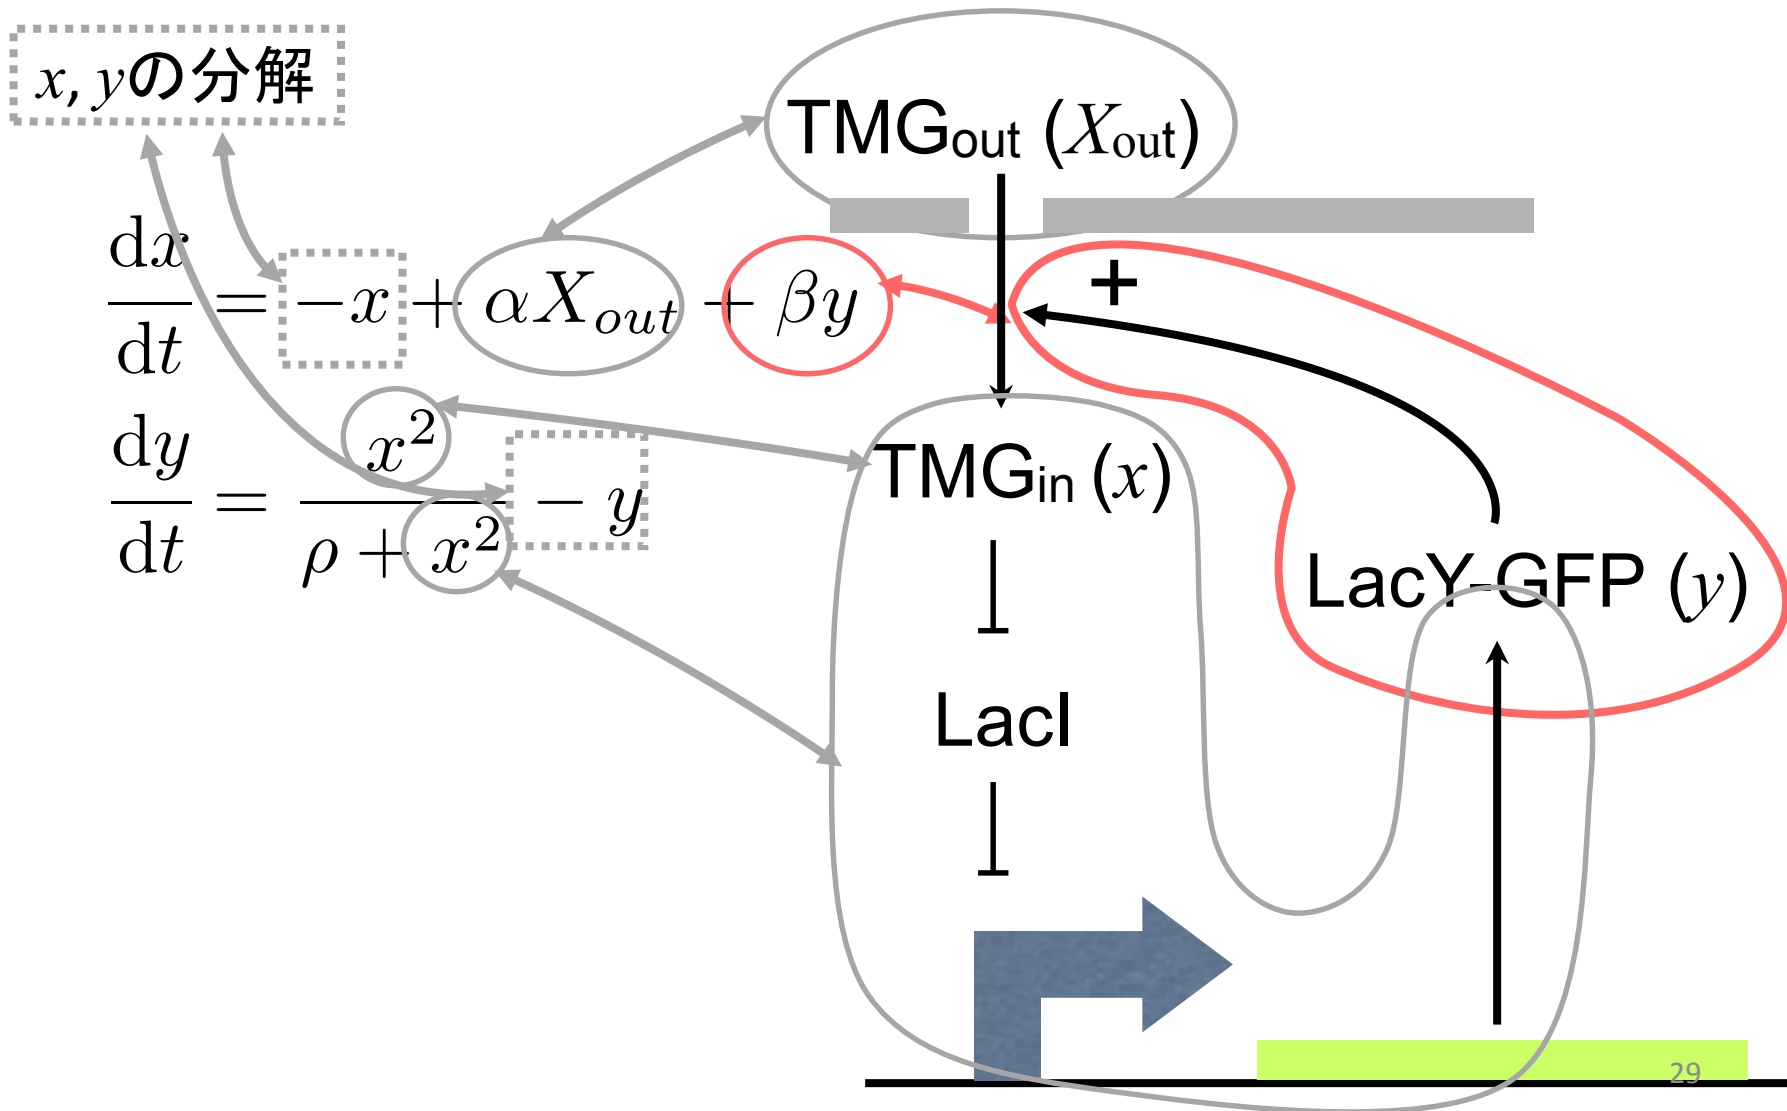 x, yの分解
TMGout (Xout)
dx/dt = −x + αXout + βy
+
dy/dt = x²/(ρ + x²) − y
TMGin (x)
LacY-GFP (y)
LacI
29